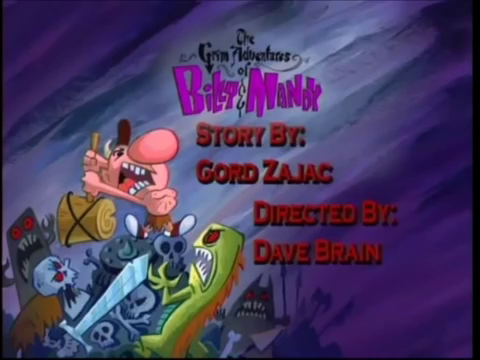 The
Grim Adventures
of
Billy & Mandy
Story By:
Gord Zajac
Directed By:
Dave Brain